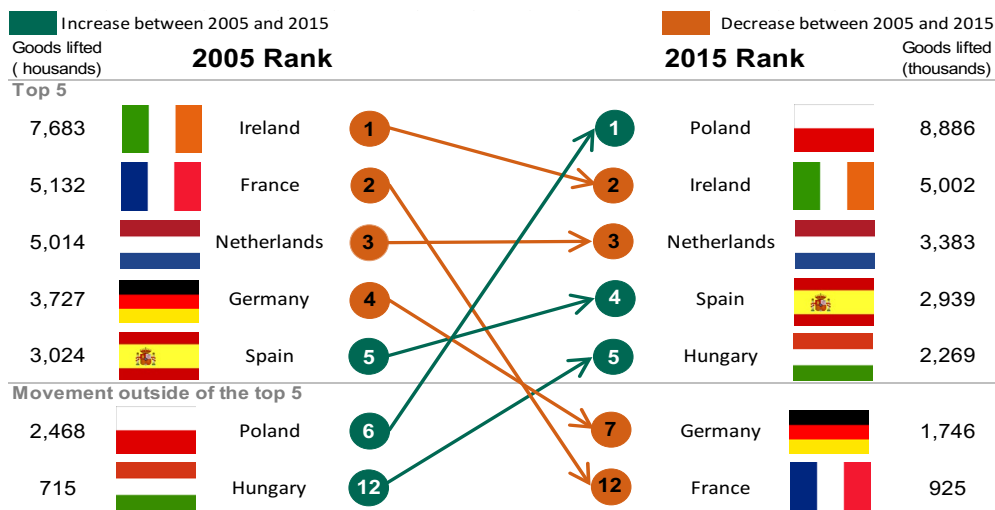 Increase between 2005 and 2015
Decrease between 2005 and 2015
Goods lifted
( housands)
2005 Rank
2015 Rank
Goods lifted
(thousands)
Top 5
7,683 Ireland 1 1 Poland 8,886
5,132 France 2 2 Ireland 5,002
5,014 Netherlands 3 3 Netherlands 3,383
3,727 Germany 4 4 Spain 2,939
3,024 Spain 5 5 Hungary 2,269
Movement outside of the top 5
2,468 Poland 6 7 Germany 1,746
715 Hungary 12 12 France 925